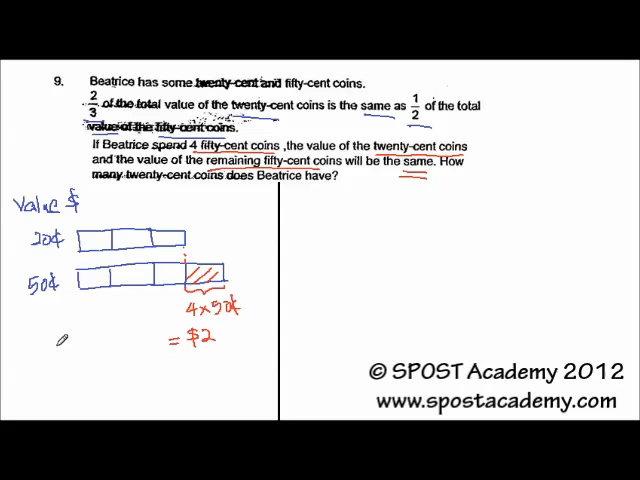 9. Beatrice has some twenty-cent and fifty-cent coins.
2/3 of the total value of the twenty-cent coins is the same as 1/2 of the total
value of the fifty-cent coins.
If Beatrice spend 4 fifty-cent coins ,the value of the twenty-cent coins
and the value of the remaining fifty-cent coins will be the same. How
many twenty-cent coins does Beatrice have?
Value $
20¢
50¢
4×50¢
= $2
© SPOST Academy 2012
www.spostacademy.com